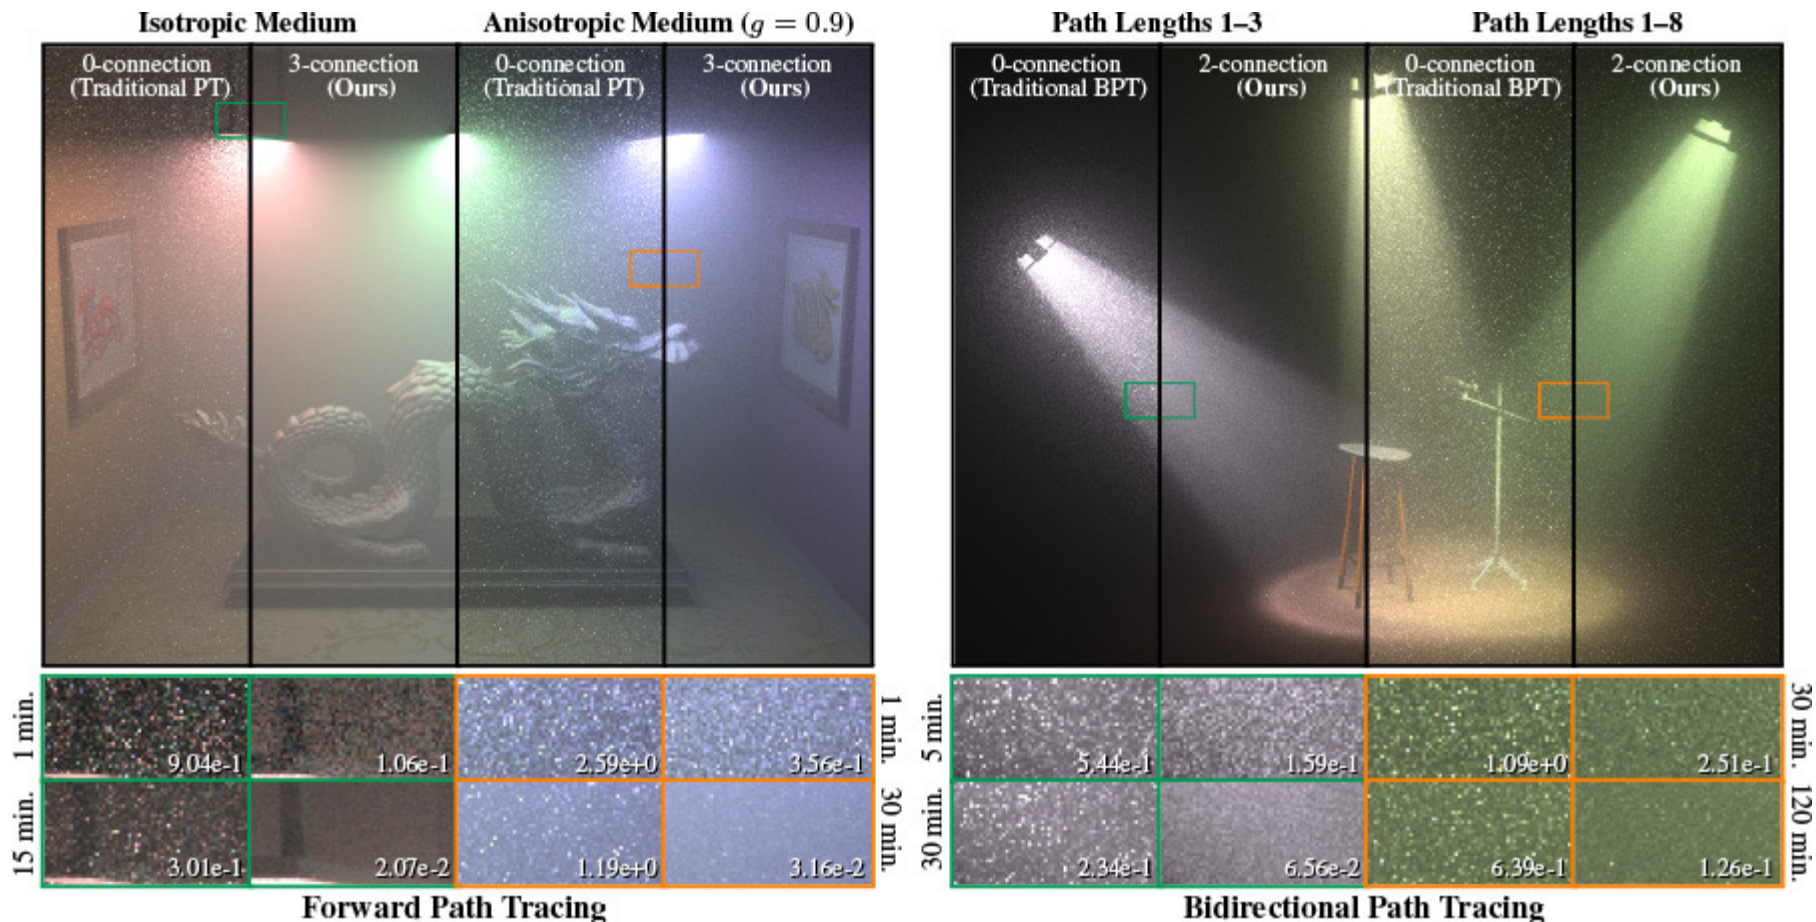 Isotropic Medium
Anisotropic Medium (g = 0.9)
0-connection
(Traditional PT)
3-connection
(Ours)
0-connection
(Traditional PT)
3-connection
(Ours)
1 min.
9.04e-1
1.06e-1
2.59e+0
3.56e-1
1 min.
15 min.
3.01e-1
2.07e-2
1.19e+0
3.16e-2
30 min.
Forward Path Tracing
Path Lengths 1–3
Path Lengths 1–8
0-connection
(Traditional BPT)
2-connection
(Ours)
0-connection
(Traditional BPT)
2-connection
(Ours)
5 min.
5.44e-1
1.59e-1
1.09e+0
2.51e-1
30 min.
30 min.
2.34e-1
6.56e-2
6.39e-1
1.26e-1
120 min.
Bidirectional Path Tracing